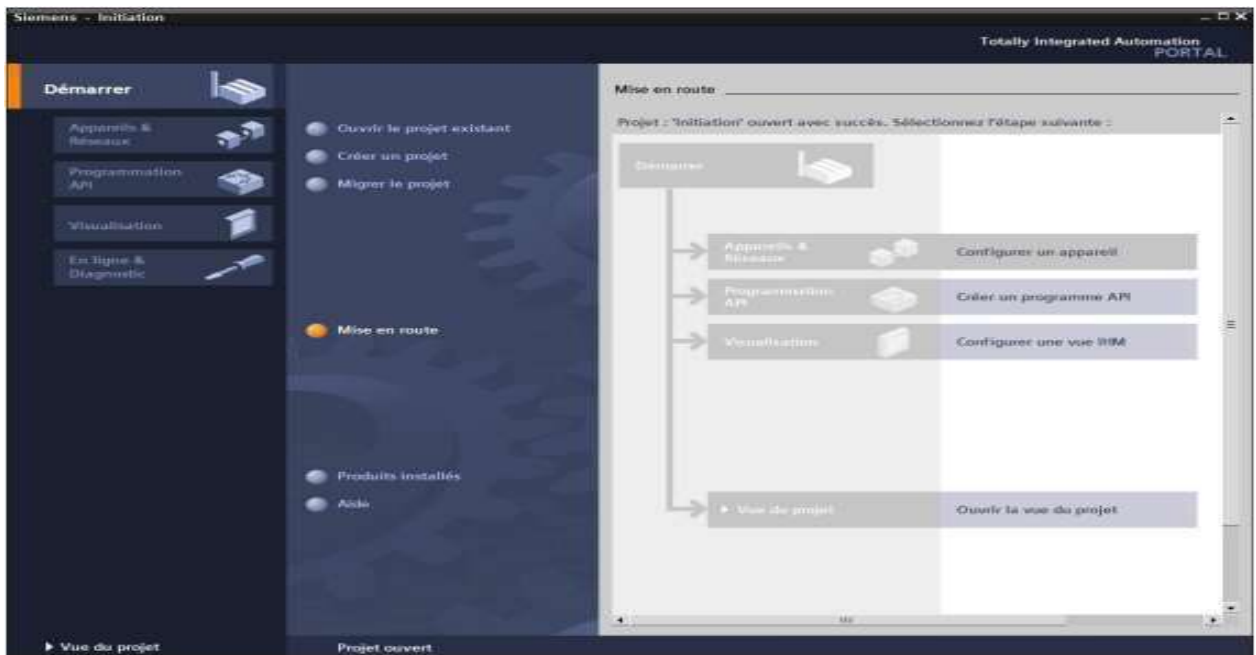 Siemens - Initiation
Totally Integrated Automation
PORTAL
Démarrer
Appareils &
Réseaux
Programmation
API
Visualisation
En ligne &
Diagnostic
Ouvrir le projet existant
Créer un projet
Migrer le projet
Mise en route
Produits installés
Aide
Mise en route
Projet : "Initiation" ouvert avec succès. Sélectionnez l'étape suivante :
Démarrer
Appareils &
Réseaux
Configurer un appareil
Programmation
API
Créer un programme API
Visualisation
Configurer une vue IHM
Vue du projet
Ouvrir la vue du projet
Vue du projet
Projet ouvert